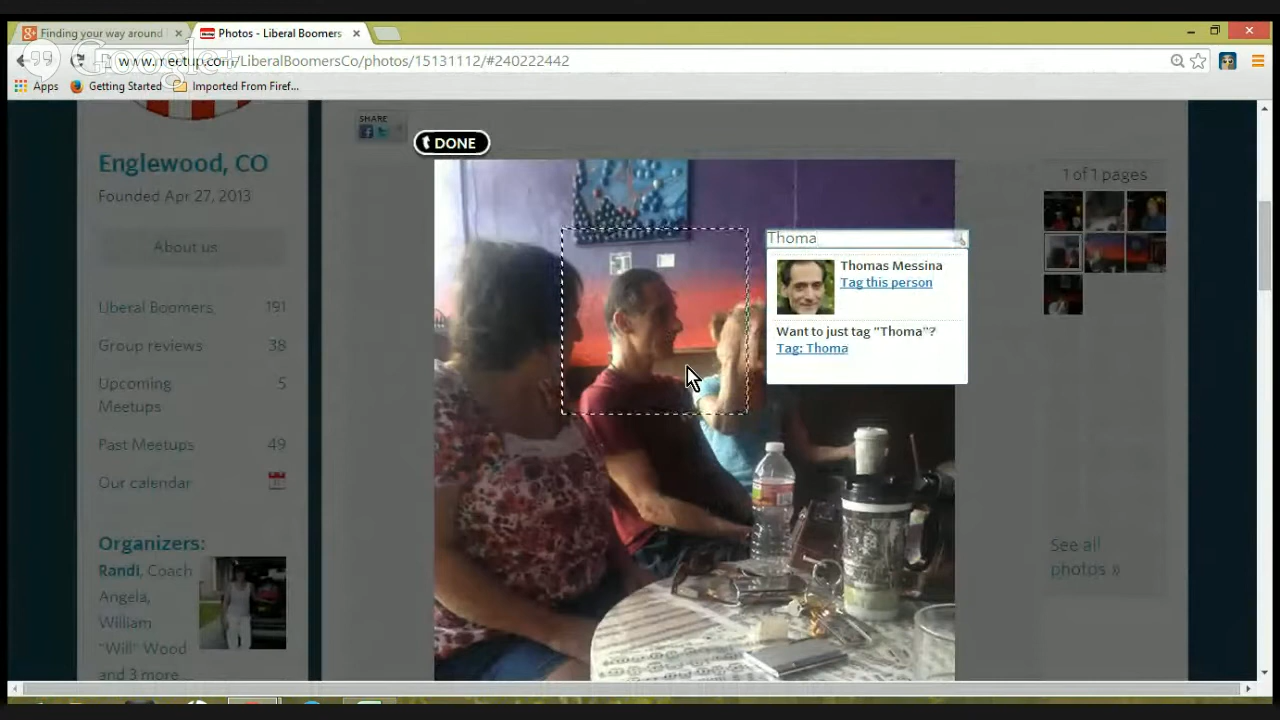 Finding your way around
Photos - Liberal Boomers
Google+
www.meetup.com/LiberalBoomersCo/photos/15131112/#240222442
Apps
Getting Started
Imported From Firef...
SHARE
DONE
Englewood, CO
Founded Apr 27, 2013
About us
Liberal Boomers 191
Group reviews 38
Upcoming Meetups 5
Past Meetups 49
Our calendar
Organizers:
Randi, Coach
Angela,
William
"Will" Wood
and 3 more...
Thoma
Thomas Messina
Tag this person
Want to just tag "Thoma"?
Tag: Thoma
1 of 1 pages
See all
photos »